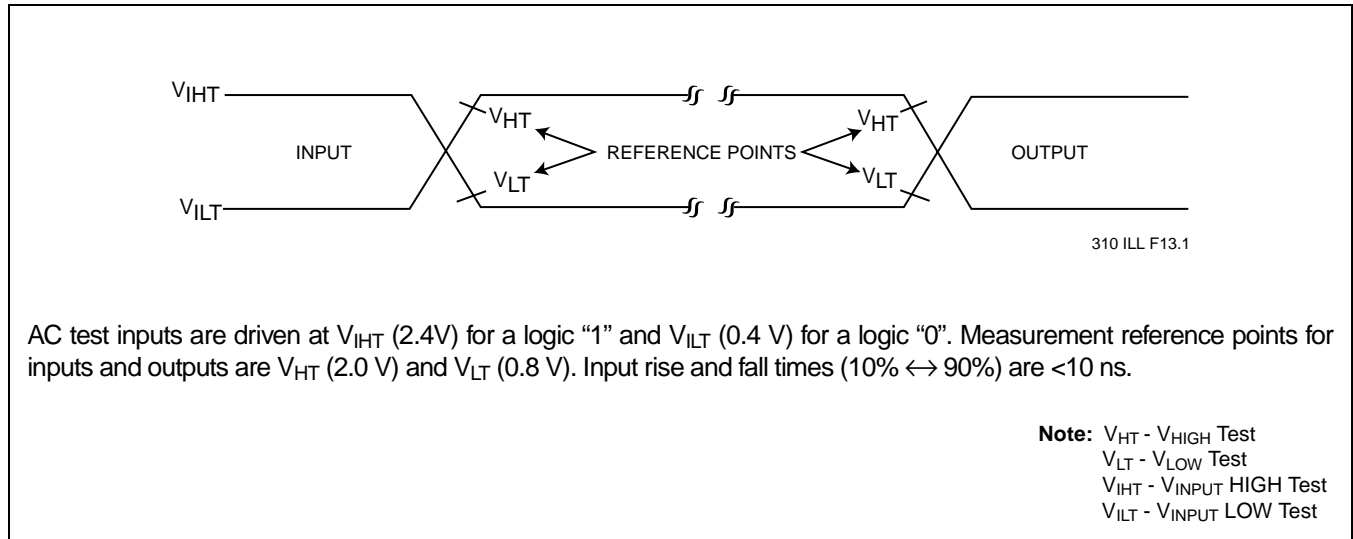 VIHT
VHT
VHT
INPUT
REFERENCE POINTS
OUTPUT
VLT
VLT
VILT
310 ILL F13.1
AC test inputs are driven at VIHT (2.4V) for a logic “1” and VILT (0.4 V) for a logic “0”. Measurement reference points for
inputs and outputs are VHT (2.0 V) and VLT (0.8 V). Input rise and fall times (10% ↔ 90%) are <10 ns.
Note: VHT - VHIGH Test
VLT - VLOW Test
VIHT - VINPUT HIGH Test
VILT - VINPUT LOW Test